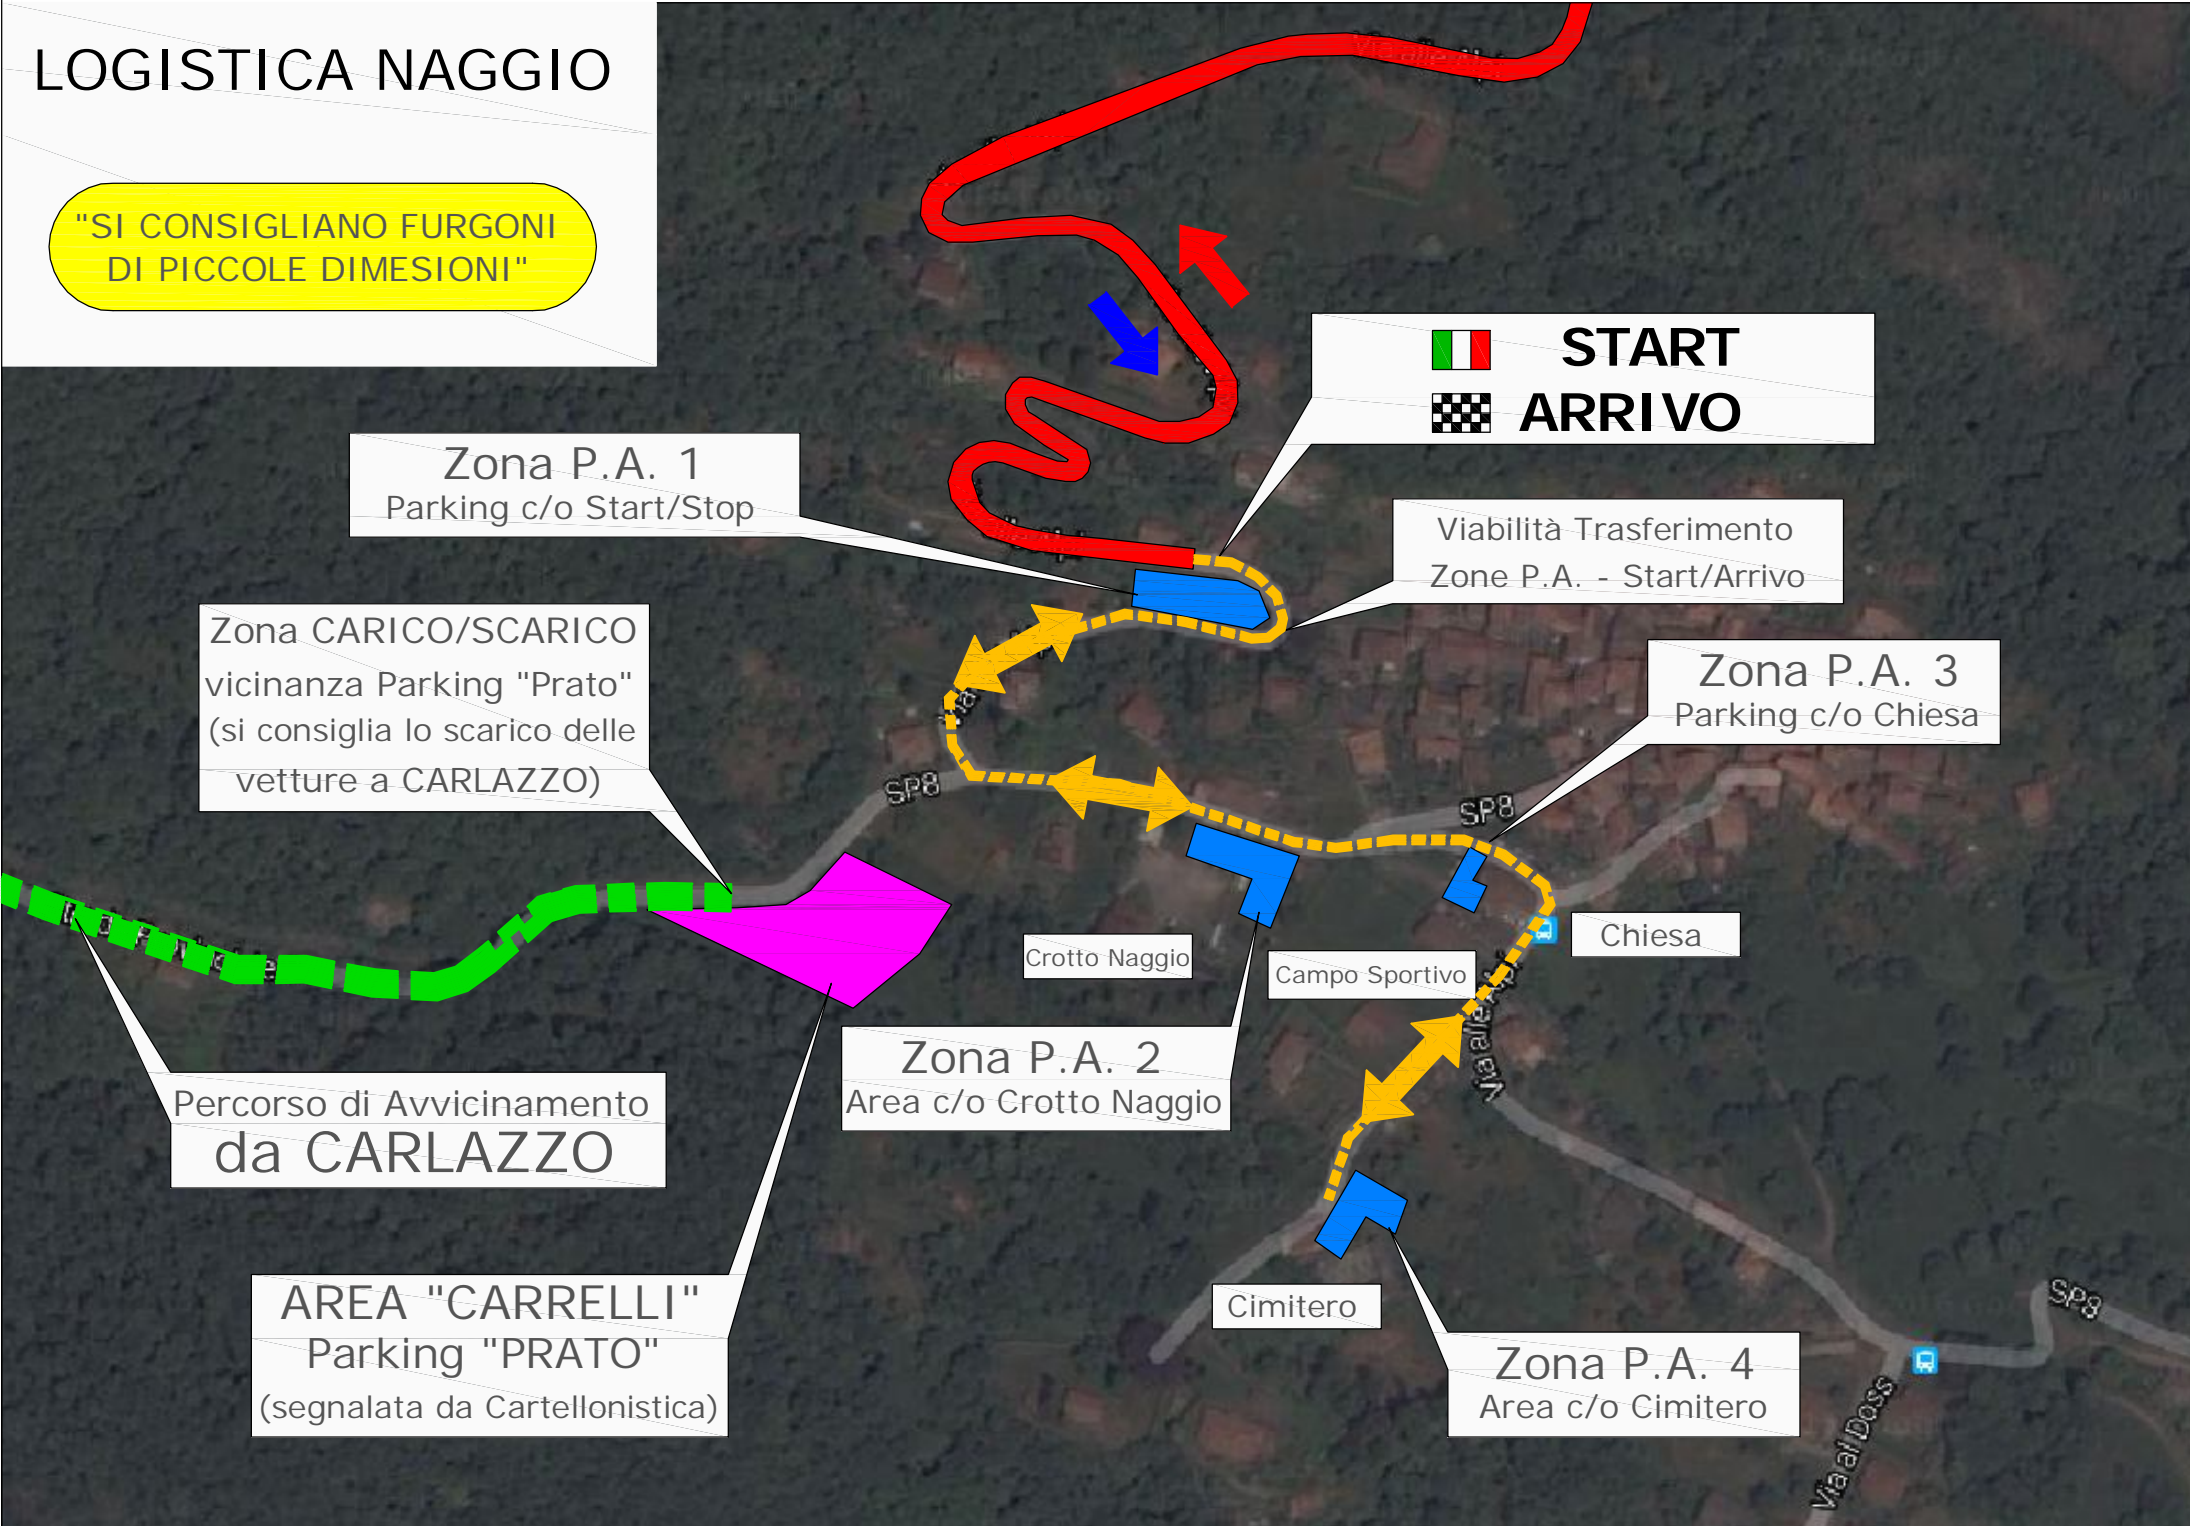 LOGISTICA NAGGIO
"SI CONSIGLIANO FURGONI
DI PICCOLE DIMESIONI"
START
ARRIVO
Zona P.A. 1
Parking c/o Start/Stop
Viabilità Trasferimento
Zone P.A. - Start/Arrivo
Zona CARICO/SCARICO
vicinanza Parking "Prato"
(si consiglia lo scarico delle
vetture a CARLAZZO)
Zona P.A. 3
Parking c/o Chiesa
SP8
SP8
Chiesa
Crotto Naggio
Campo Sportivo
Zona P.A. 2
Area c/o Crotto Naggio
Percorso di Avvicinamento
da CARLAZZO
AREA "CARRELLI"
Parking "PRATO"
(segnalata da Cartellonistica)
Cimitero
Zona P.A. 4
Area c/o Cimitero
SP8
Via al Doss